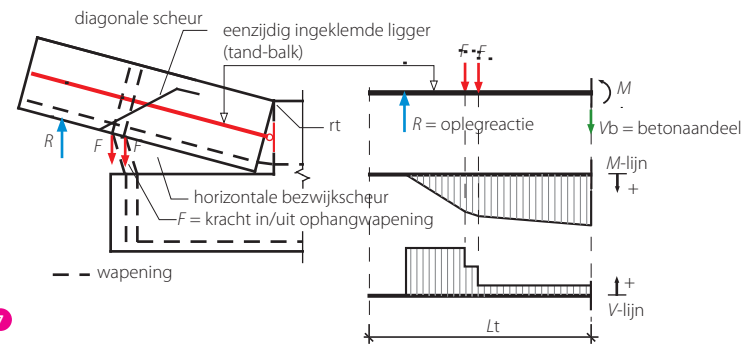 diagonale scheur
eenzijdig ingeklemde ligger
(tand-balk)
F F
M
R
F F
rt
R = oplegreactie
Vb = betonaandeel
M-lijn
+
horizontale bezwijkscheur
F = kracht in/uit ophangwapening
wapening
+
V-lijn
Lt
7